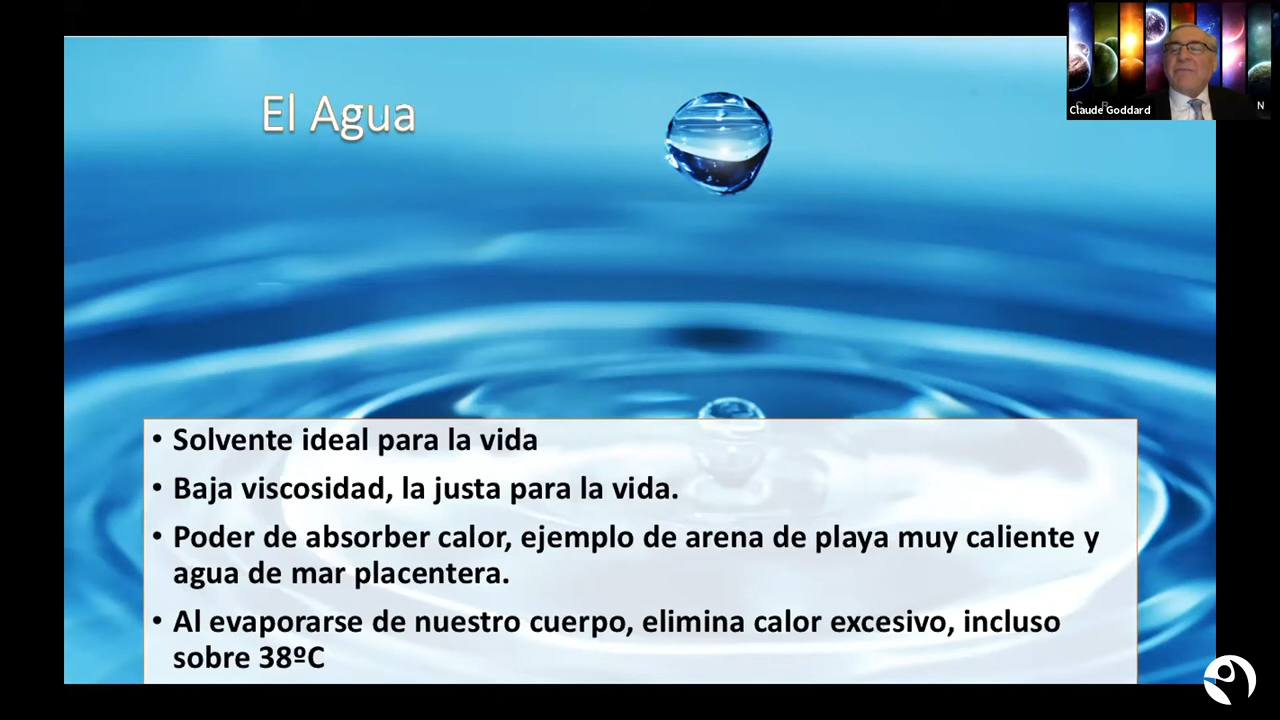 El Agua
Claude Goddard
N
• Solvente ideal para la vida
• Baja viscosidad, la justa para la vida.
• Poder de absorber calor, ejemplo de arena de playa muy caliente y
agua de mar placentera.
• Al evaporarse de nuestro cuerpo, elimina calor excesivo, incluso
sobre 38ºC